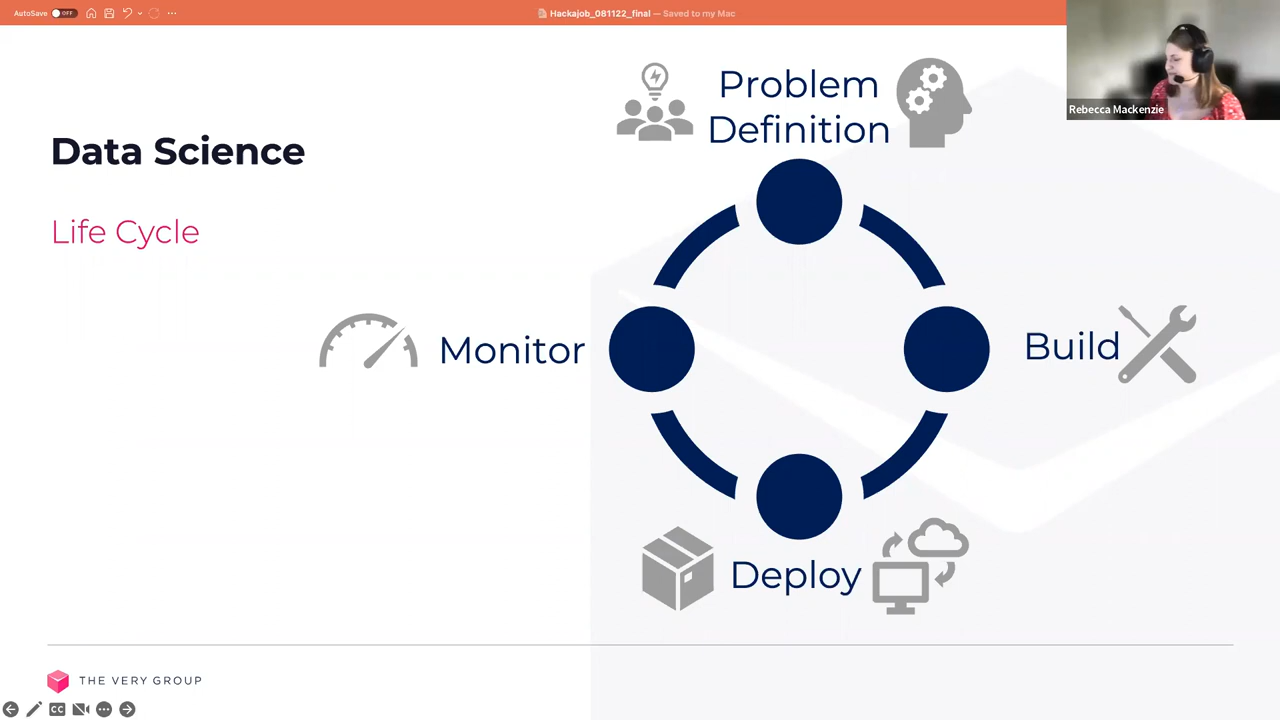 AutoSave OFF
Hackajob_081122_final — Saved to my Mac
Rebecca Mackenzie
Data Science
Life Cycle
Problem
Definition
Monitor
Build
Deploy
THE VERY GROUP
CC